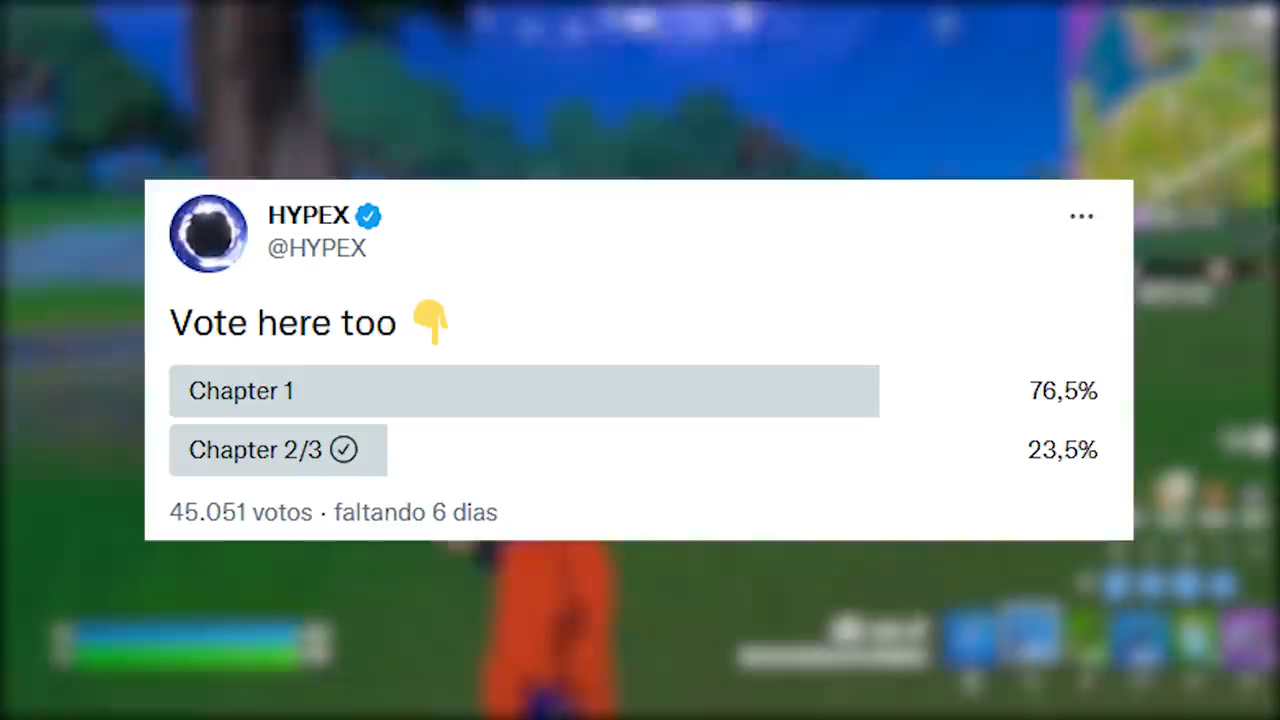 HYPEX
@HYPEX
Vote here too 👇
Chapter 1 76,5%
Chapter 2/3 23,5%
45.051 votos · faltando 6 dias